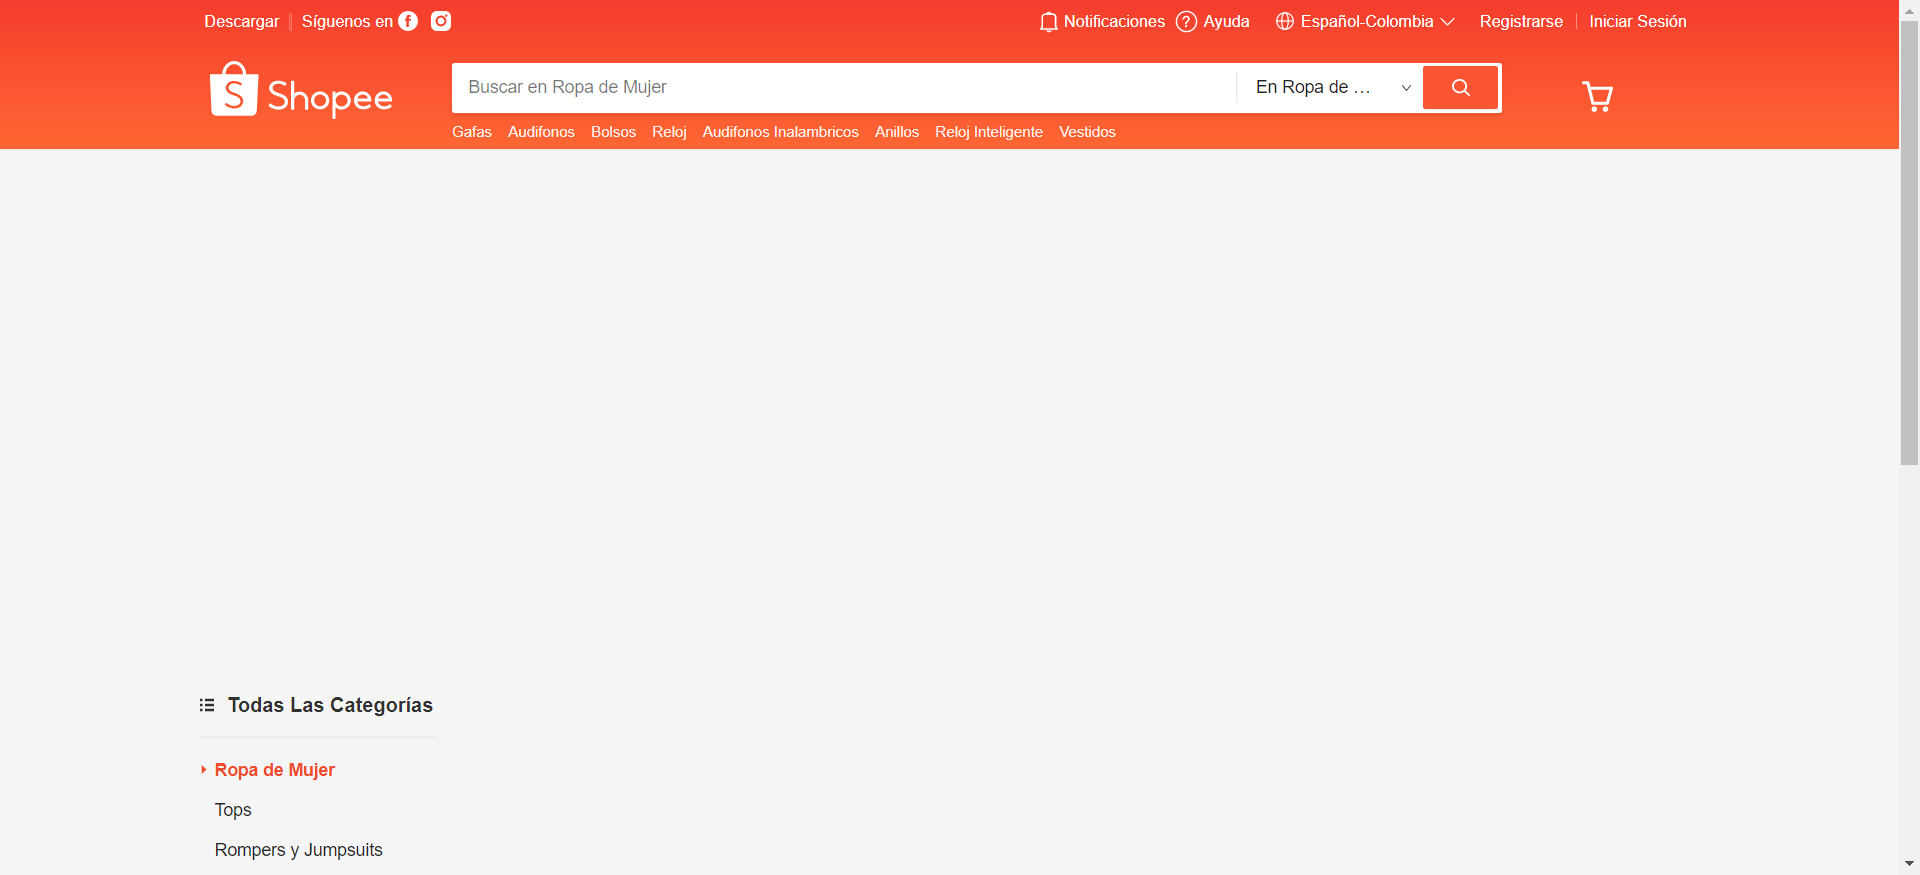 Descargar Síguenos en
Notificaciones Ayuda Español-Colombia Registrarse Iniciar Sesión
Shopee
Buscar en Ropa de Mujer En Ropa de ...
Gafas Audifonos Bolsos Reloj Audifonos Inalambricos Anillos Reloj Inteligente Vestidos
Todas Las Categorías
Ropa de Mujer
Tops
Rompers y Jumpsuits